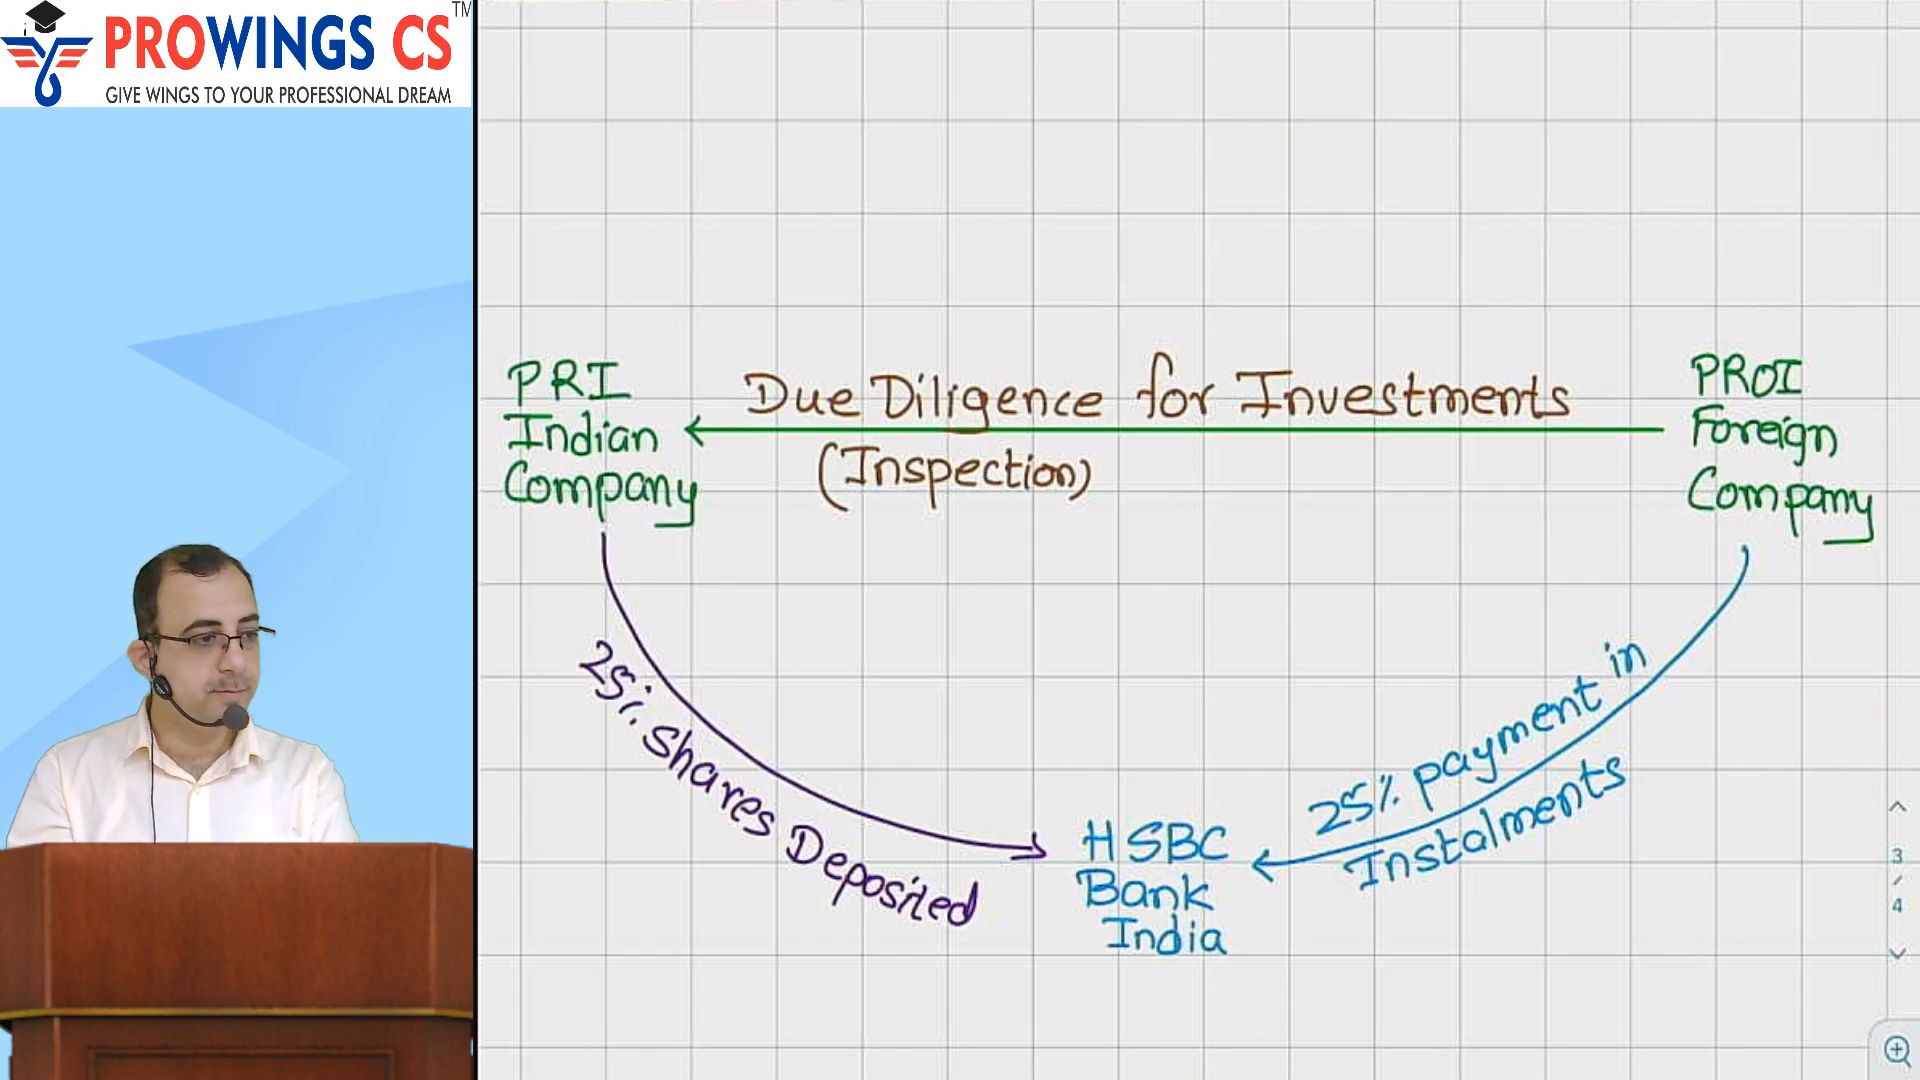 PROWINGS CS TM
GIVE WINGS TO YOUR PROFESSIONAL DREAM
PRI
Indian
Company
Due Diligence for Investments
(Inspection)
PROI
Foreign
Company
25%. Shares Deposited
25% payment in
Instalments
HSBC
Bank
India
3
/
4